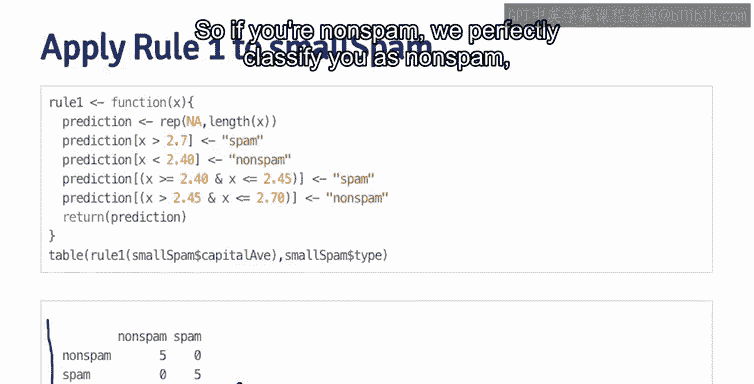 So if you're nonspam, we perfectly
classify you as nonspam,
Apply Rule 1 to smallSpam
rule1 <- function(x){
  prediction <- rep(NA,length(x))
  prediction[x > 2.7] <- "spam"
  prediction[x < 2.40] <- "nonspam"
  prediction[(x >= 2.40 & x <= 2.45)] <- "spam"
  prediction[(x > 2.45 & x <= 2.70)] <- "nonspam"
  return(prediction)
}
table(rule1(smallSpam$capitalAve),smallSpam$type)
nonspam spam
nonspam 5 0
spam 0 5